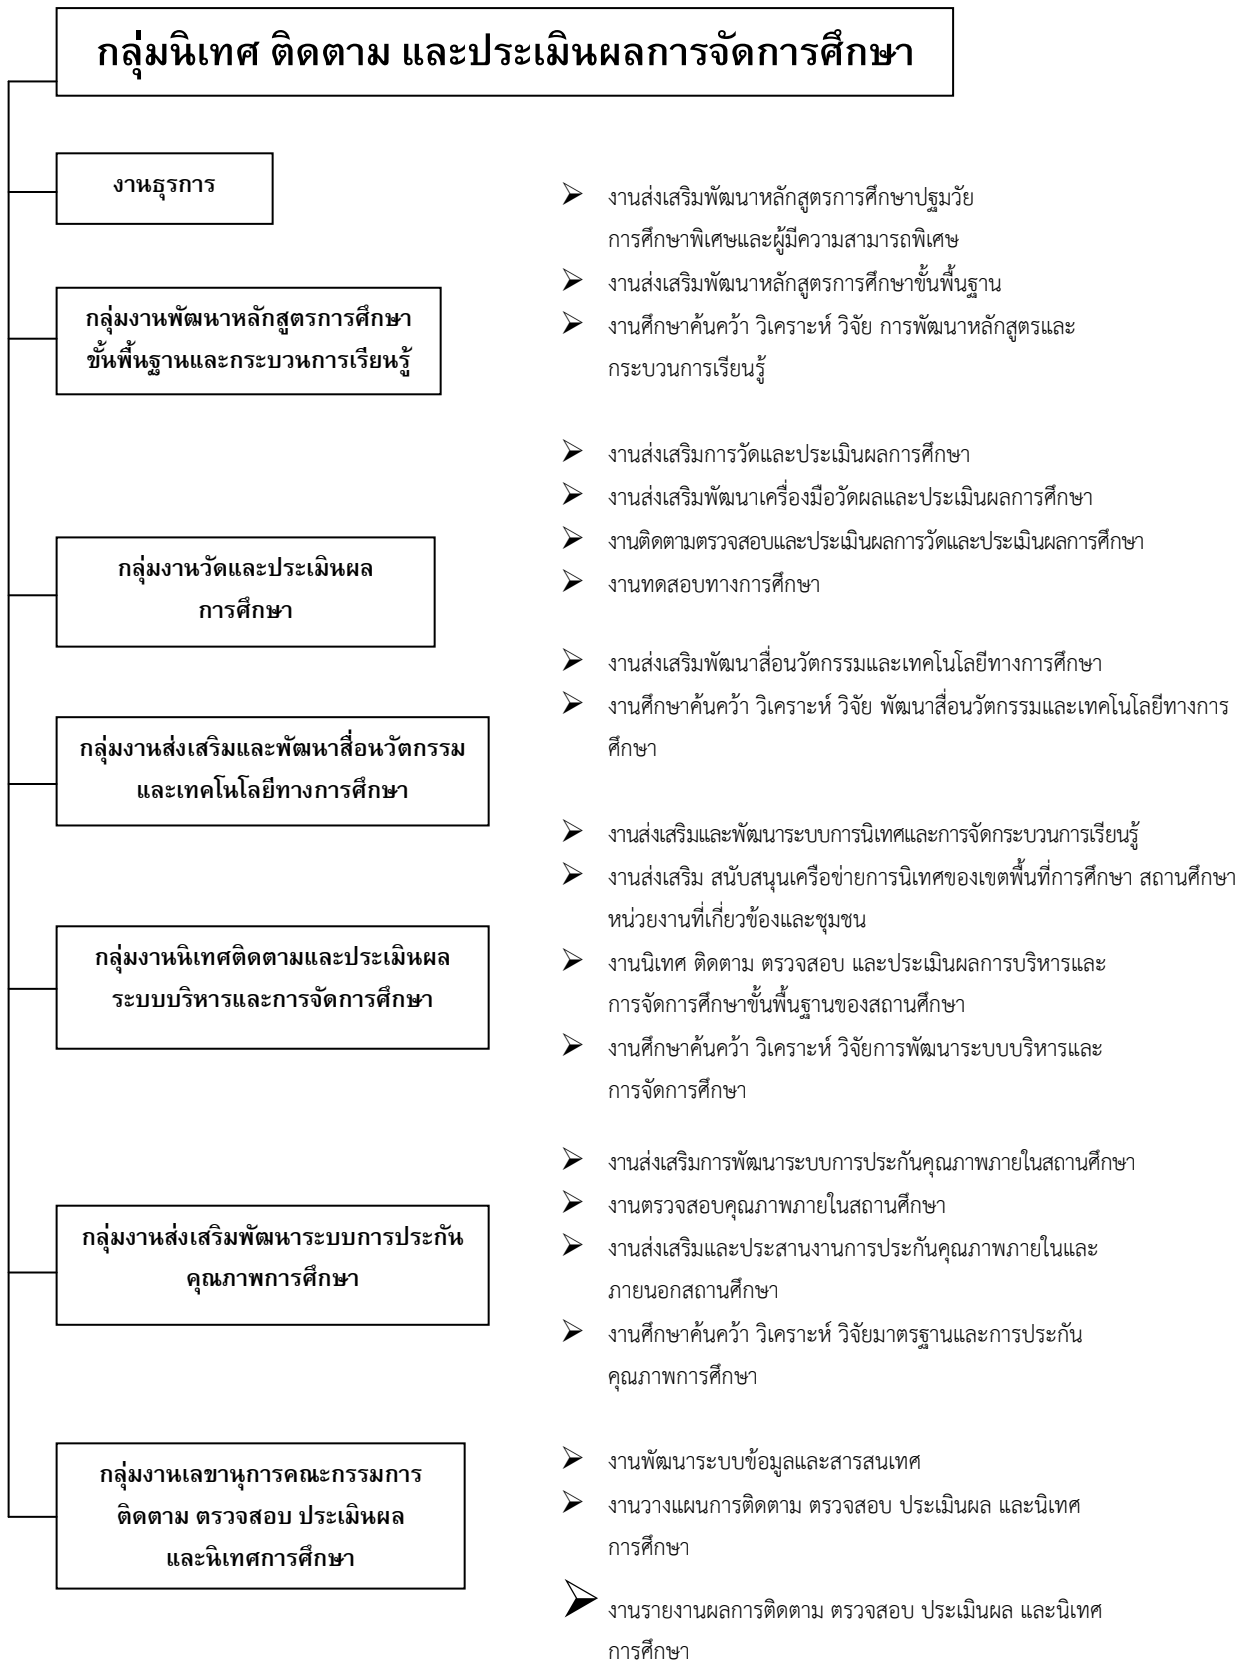 กลุ่มนิเทศ ติดตาม และประเมินผลการจัดการศึกษา
งานธุรการ
กลุ่มงานพัฒนาหลักสูตรการศึกษา
ขั้นพื้นฐานและกระบวนการเรียนรู้
งานส่งเสริมพัฒนาหลักสูตรการศึกษาปฐมวัย
การศึกษาพิเศษและผู้มีความสามารถพิเศษ
งานส่งเสริมพัฒนาหลักสูตรการศึกษาขั้นพื้นฐาน
งานศึกษาค้นคว้า วิเคราะห์ วิจัย การพัฒนาหลักสูตรและ
กระบวนการเรียนรู้
กลุ่มงานวัดและประเมินผล
การศึกษา
งานส่งเสริมการวัดและประเมินผลการศึกษา
งานส่งเสริมพัฒนาเครื่องมือวัดผลและประเมินผลการศึกษา
งานติดตามตรวจสอบและประเมินผลการวัดและประเมินผลการศึกษา
งานทดสอบทางการศึกษา
กลุ่มงานส่งเสริมและพัฒนาสื่อนวัตกรรม
และเทคโนโลยีทางการศึกษา
งานส่งเสริมพัฒนาสื่อนวัตกรรมและเทคโนโลยีทางการศึกษา
งานศึกษาค้นคว้า วิเคราะห์ วิจัย พัฒนาสื่อนวัตกรรมและเทคโนโลยีทางการ
ศึกษา
กลุ่มงานนิเทศติดตามและประเมินผล
ระบบบริหารและการจัดการศึกษา
งานส่งเสริมและพัฒนาระบบการนิเทศและการจัดกระบวนการเรียนรู้
งานส่งเสริม สนับสนุนเครือข่ายการนิเทศของเขตพื้นที่การศึกษา สถานศึกษา
หน่วยงานที่เกี่ยวข้องและชุมชน
งานนิเทศ ติดตาม ตรวจสอบ และประเมินผลการบริหารและ
การจัดการศึกษาขั้นพื้นฐานของสถานศึกษา
งานศึกษาค้นคว้า วิเคราะห์ วิจัยการพัฒนาระบบบริหารและ
การจัดการศึกษา
กลุ่มงานส่งเสริมพัฒนาระบบการประกัน
คุณภาพการศึกษา
งานส่งเสริมการพัฒนาระบบการประกันคุณภาพภายในสถานศึกษา
งานตรวจสอบคุณภาพภายในสถานศึกษา
งานส่งเสริมและประสานงานการประกันคุณภาพภายในและ
ภายนอกสถานศึกษา
งานศึกษาค้นคว้า วิเคราะห์ วิจัยมาตรฐานและการประกัน
คุณภาพการศึกษา
กลุ่มงานเลขานุการคณะกรรมการ
ติดตาม ตรวจสอบ ประเมินผล
และนิเทศการศึกษา
งานพัฒนาระบบข้อมูลและสารสนเทศ
งานวางแผนการติดตาม ตรวจสอบ ประเมินผล และนิเทศ
การศึกษา
งานรายงานผลการติดตาม ตรวจสอบ ประเมินผล และนิเทศ
การศึกษา